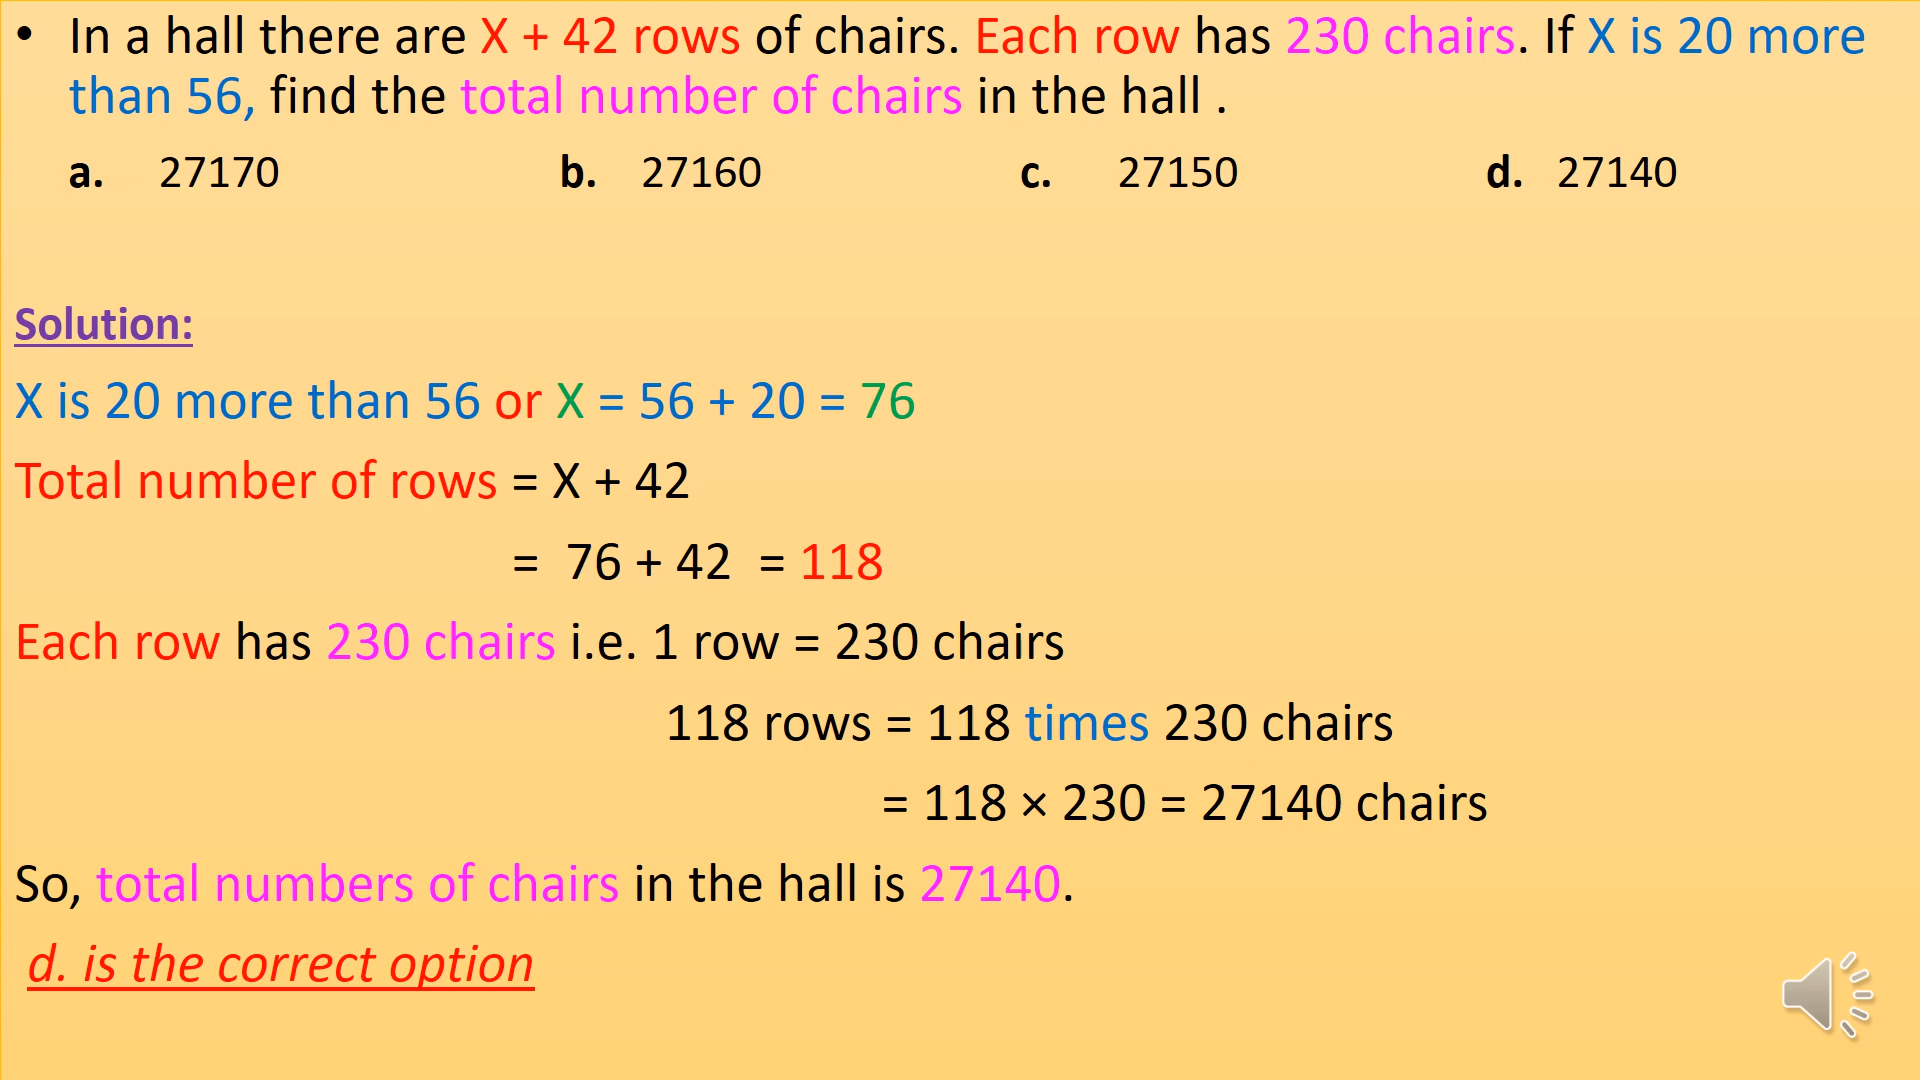 • In a hall there are X + 42 rows of chairs. Each row has 230 chairs. If X is 20 more
than 56, find the total number of chairs in the hall .
a. 27170 b. 27160 c. 27150 d. 27140
Solution:
X is 20 more than 56 or X = 56 + 20 = 76
Total number of rows = X + 42
= 76 + 42 = 118
Each row has 230 chairs i.e. 1 row = 230 chairs
118 rows = 118 times 230 chairs
= 118 × 230 = 27140 chairs
So, total numbers of chairs in the hall is 27140.
d. is the correct option